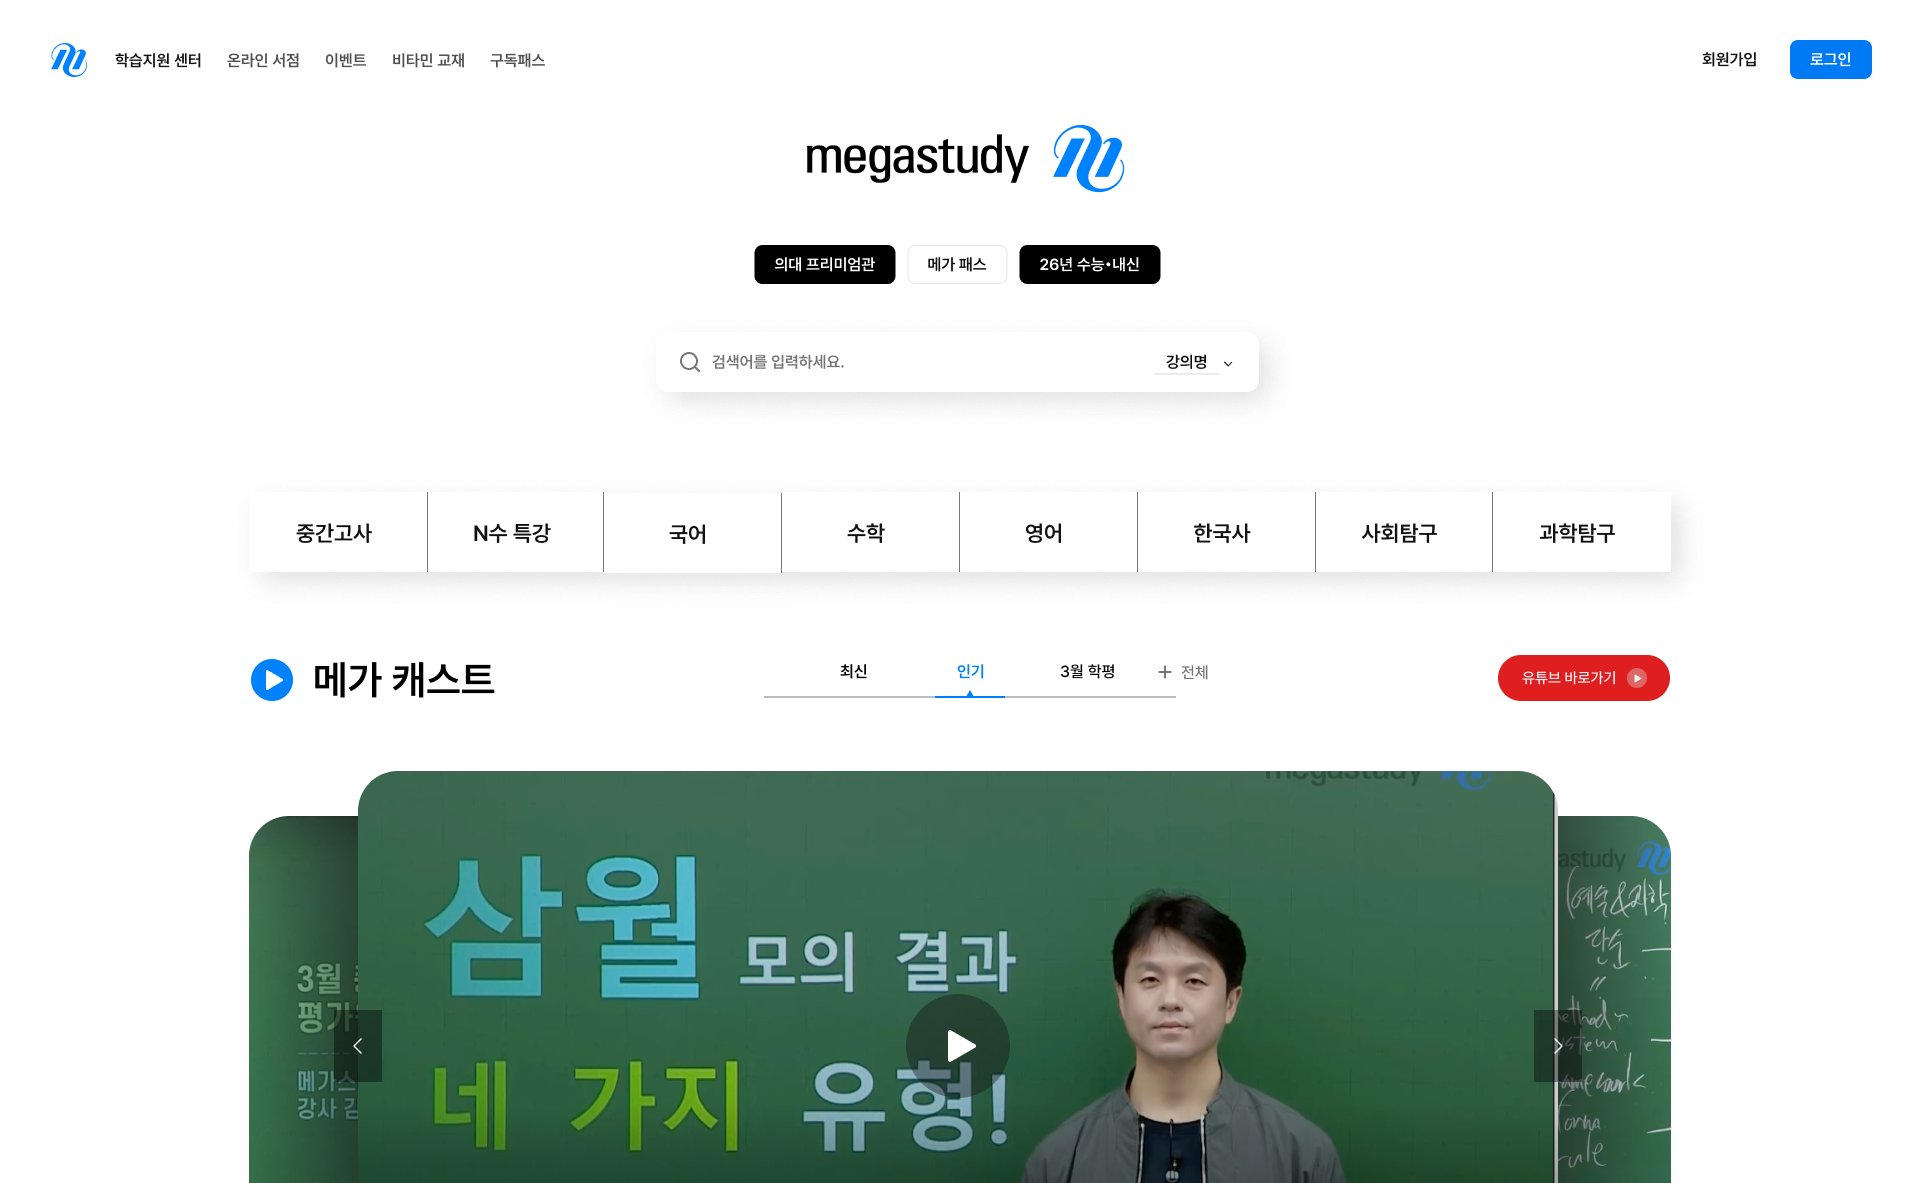 학습지원 센터
온라인 서점
이벤트
비타민 교재
구독패스
회원가입
로그인
megastudy
의대 프리미엄관
메가 패스
26년 수능•내신
검색어를 입력하세요.
강의명
중간고사
N수 특강
국어
수학
영어
한국사
사회탐구
과학탐구
메가 캐스트
최신
인기
3월 학평
전체
유튜브 바로가기
megastudy
삼월 모의 결과
네 가지 유형!
3월
평가
메가스
강사 김
astudy
(예술&과학
단순